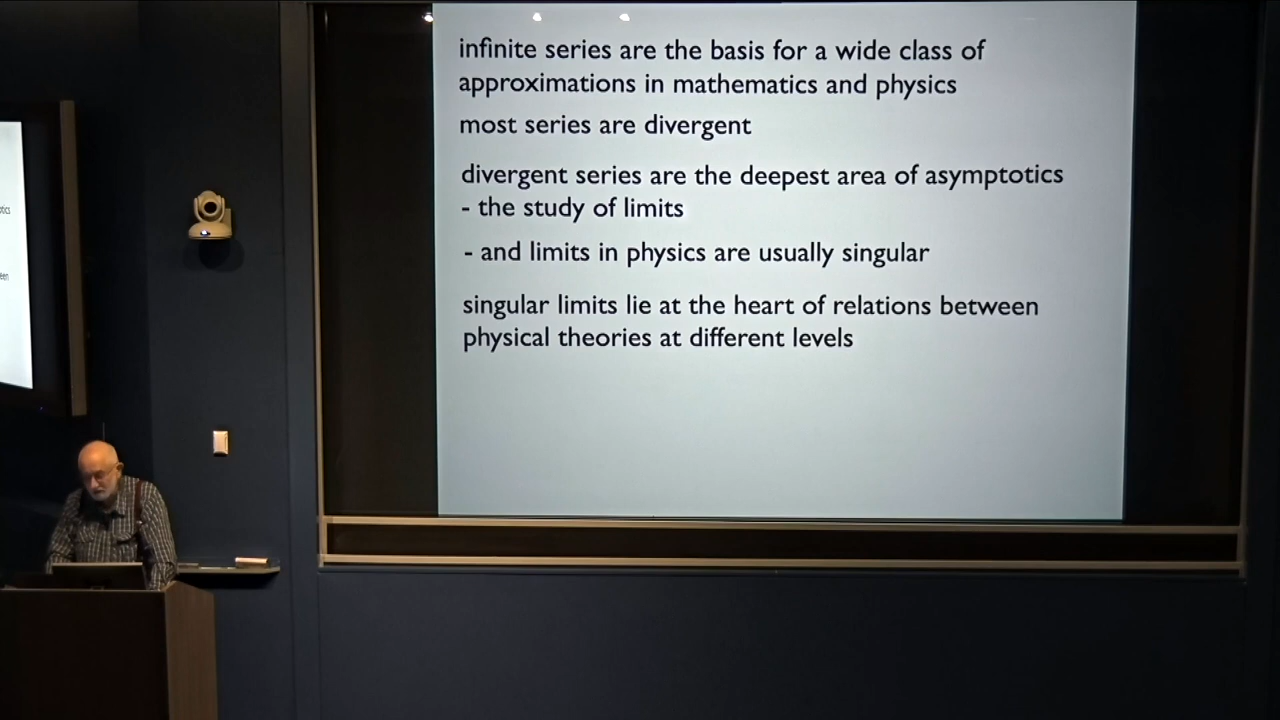 infinite series are the basis for a wide class of
approximations in mathematics and physics
most series are divergent
divergent series are the deepest area of asymptotics
- the study of limits
- and limits in physics are usually singular
singular limits lie at the heart of relations between
physical theories at different levels